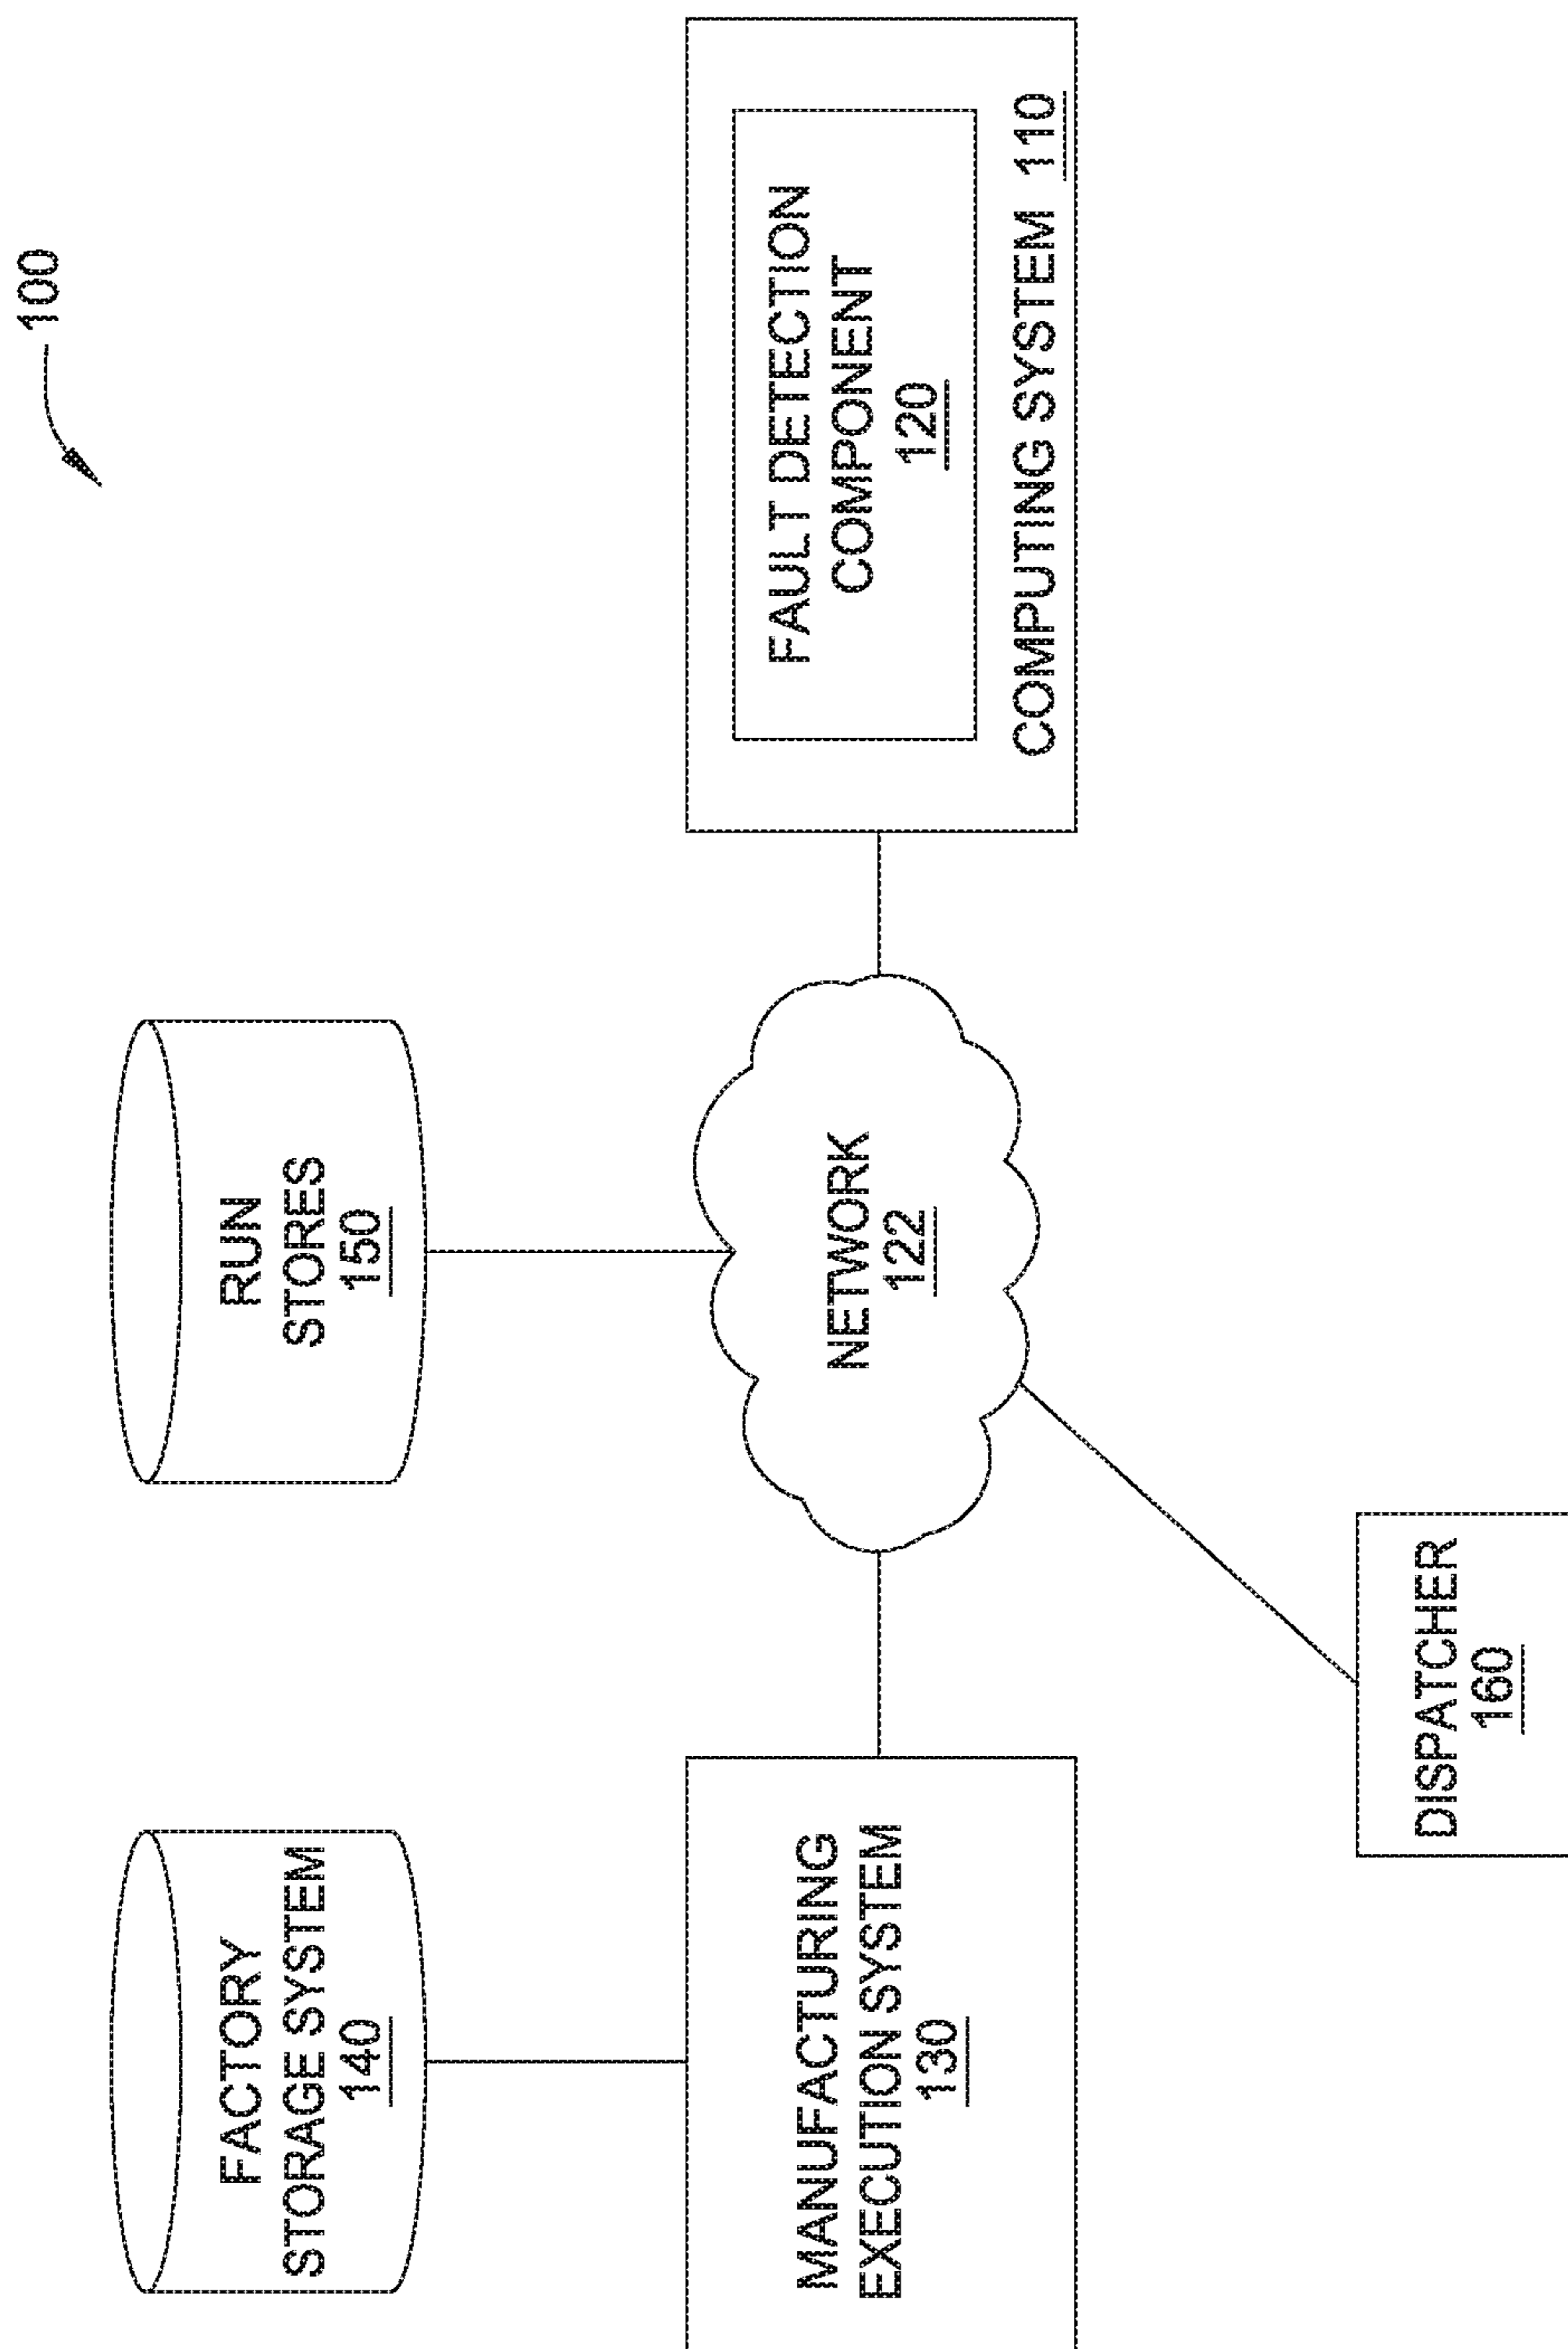 100
FACTORY
STORAGE SYSTEM
140
RUN
STORES
150
MANUFACTURING
EXECUTION SYSTEM
130
NETWORK
122
FAULT DETECTION
COMPONENT
120
COMPUTING SYSTEM 110
DISPATCHER
160